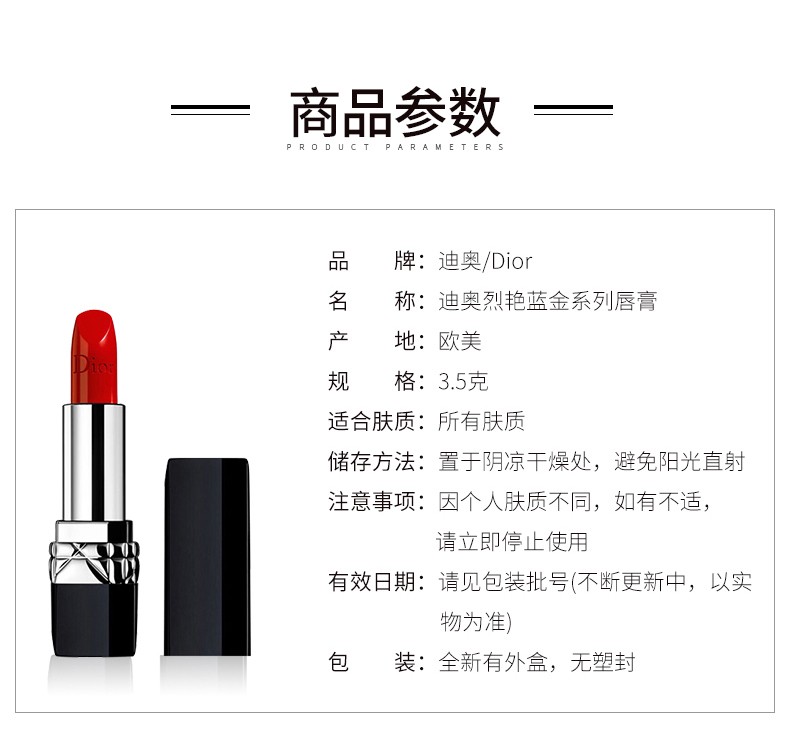 商品参数
PRODUCT PARAMETERS
品　　牌：迪奥/Dior
名　　称：迪奥烈艳蓝金系列唇膏
产　　地：欧美
规　　格：3.5克
适合肤质：所有肤质
储存方法：置于阴凉干燥处，避免阳光直射
注意事项：因个人肤质不同，如有不适，
请立即停止使用
有效日期：请见包装批号(不断更新中，以实
物为准)
包　　装：全新有外盒，无塑封
Dior